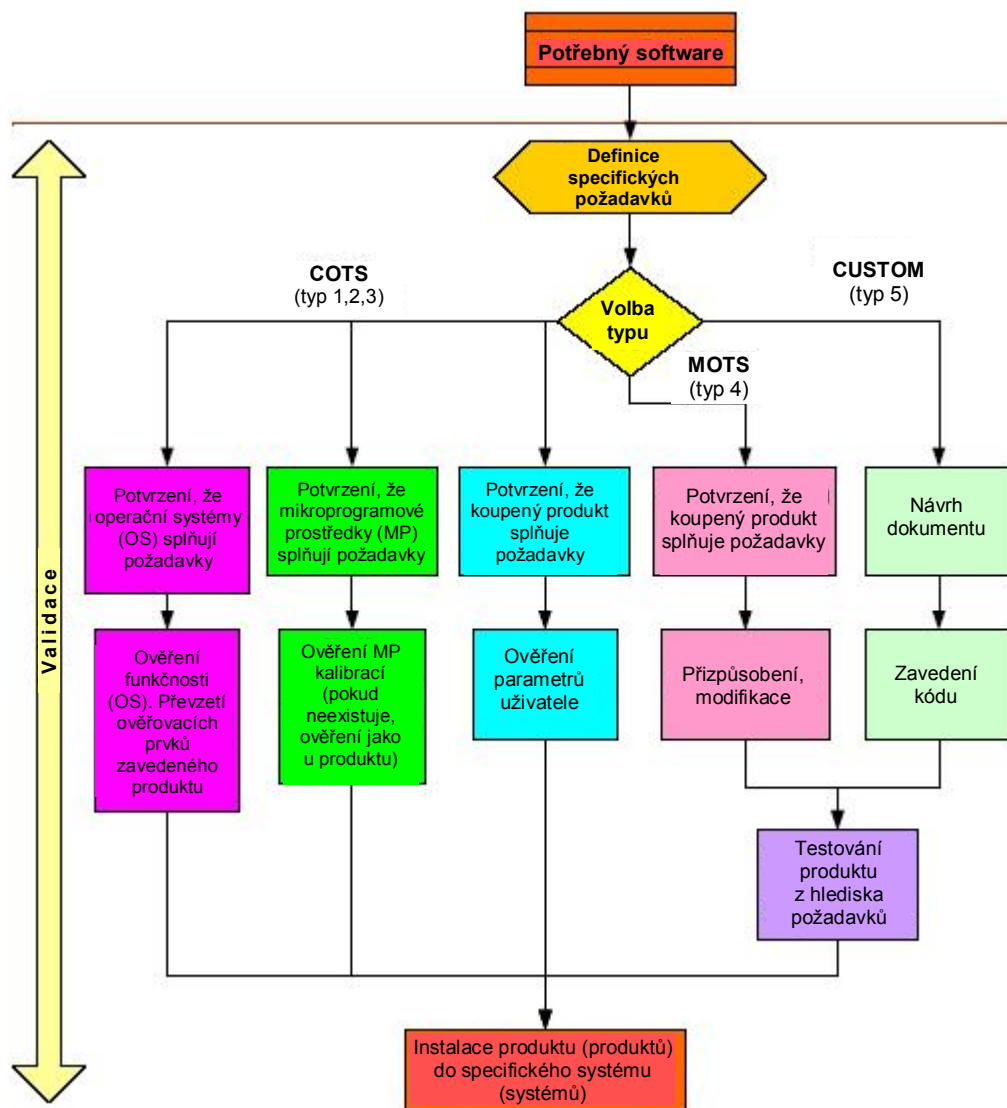 Potřebný software
Definice
specifických
požadavků
COTS
(typ 1,2,3)
CUSTOM
(typ 5)
Volba
typu
MOTS
(typ 4)
Potvrzení, že
operační systémy
(OS) splňují
požadavky
Potvrzení, že
mikroprogramové
prostředky (MP)
splňují požadavky
Potvrzení, že
koupený produkt
splňuje
požadavky
Potvrzení, že
koupený produkt
splňuje požadavky
Návrh
dokumentu
Ověření
funkčnosti
(OS). Převzetí
ověřovacích
prvků
zavedeného
produktu
Ověření MP
kalibrací
(pokud
neexistuje,
ověření jako
u produktu)
Ověření
parametrů
uživatele
Přizpůsobení,
modifikace
Zavedení
kódu
Validace
Testování
produktu
z hlediska
požadavků
Instalace produktu (produktů)
do specifického systému
(systémů)